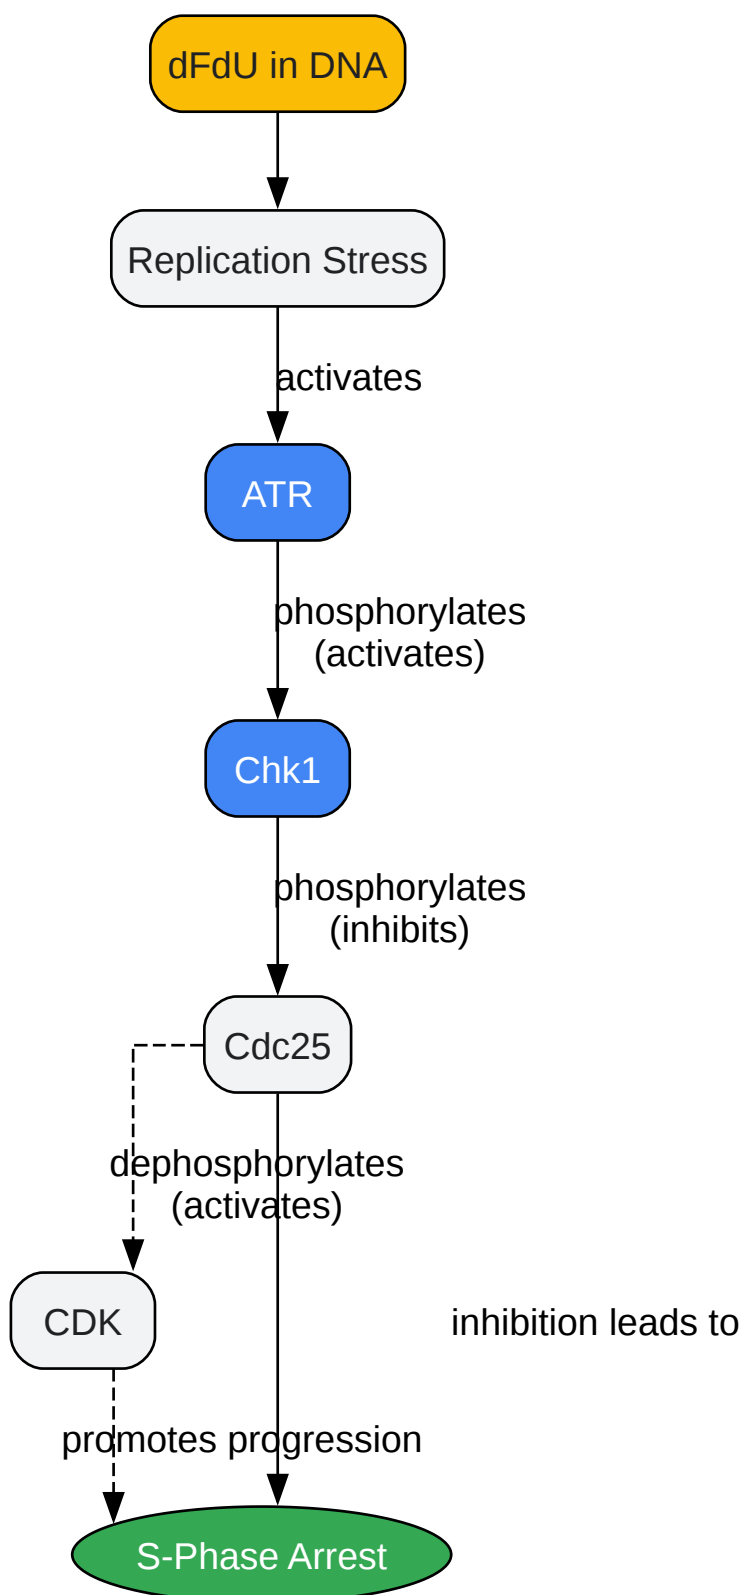 dFdU in DNA
Replication Stress
activates
ATR
phosphorylates
(activates)
Chk1
phosphorylates
(inhibits)
Cdc25
dephosphorylates
(activates)
CDK
inhibition leads to
promotes progression
S-Phase Arrest